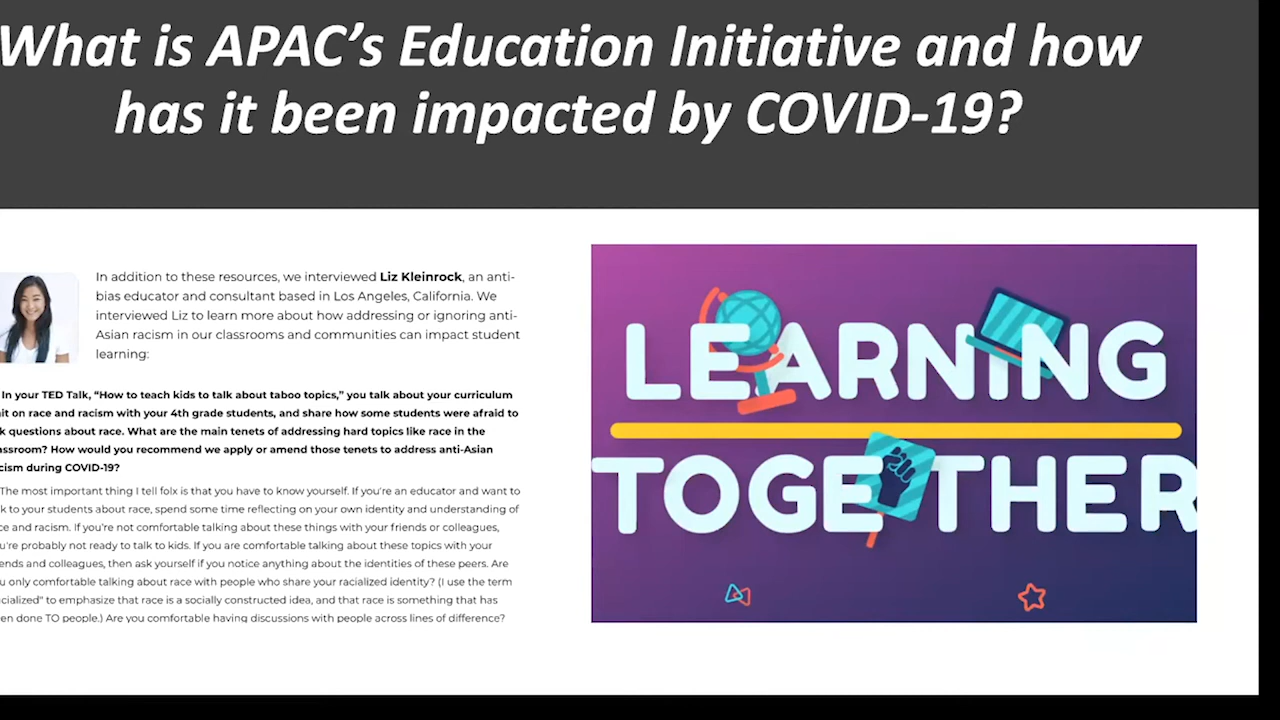 What is APAC's Education Initiative and how
has it been impacted by COVID-19?
In addition to these resources, we interviewed Liz Kleinrock, an anti-
bias educator and consultant based in Los Angeles, California. We
interviewed Liz to learn more about how addressing or ignoring anti-
Asian racism in our classrooms and communities can impact student
learning:
In your TED Talk, “How to teach kids to talk about taboo topics,” you talk about your curriculum
on race and racism with your 4th grade students, and share how some students were afraid to
questions about race. What are the main tenets of addressing hard topics like race in the
How would you recommend we apply or amend those tenets to address anti-Asian
during COVID-19?
The most important thing I tell folx is that you have to know yourself. If you're an educator and want to
to your students about race, spend some time reflecting on your own identity and understanding of
and racism. If you're not comfortable talking about these things with your friends or colleagues,
probably not ready to talk to kids. If you are comfortable talking about these topics with your
and colleagues, then ask yourself if you notice anything about the identities of these peers. Are
only comfortable talking about race with people who share your racialized identity? (I use the term
to emphasize that race is a socially constructed idea, and that race is something that has
done TO people.) Are you comfortable having discussions with people across lines of difference?
LEARNING
TOGETHER